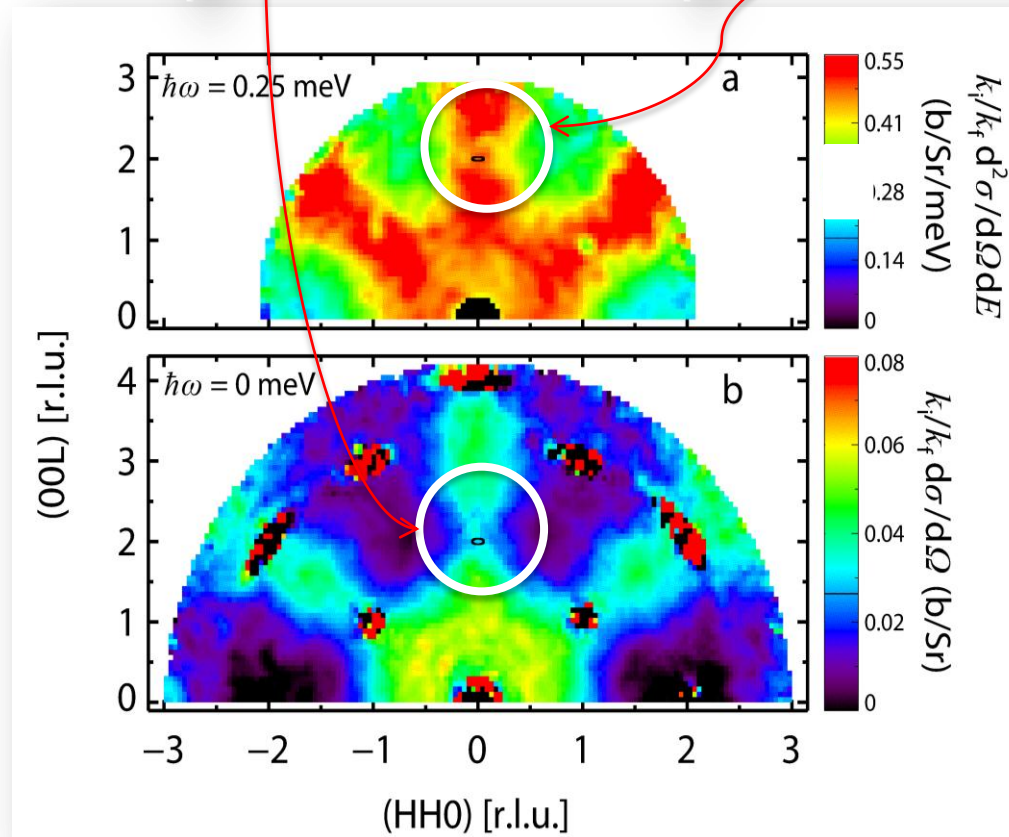 3
ħω = 0.25 meV
a
2
1
0
0.55
0.41
.28
0.14
0
kᵢ/k_f d²σ/dΩdE
(b/Sr/meV)
(00L) [r.l.u.]
4
ħω = 0 meV
b
3
2
1
0
0.08
0.06
0.04
0.02
0
kᵢ/k_f dσ/dΩ (b/Sr)
−3 −2 −1 0 1 2 3
(HH0) [r.l.u.]